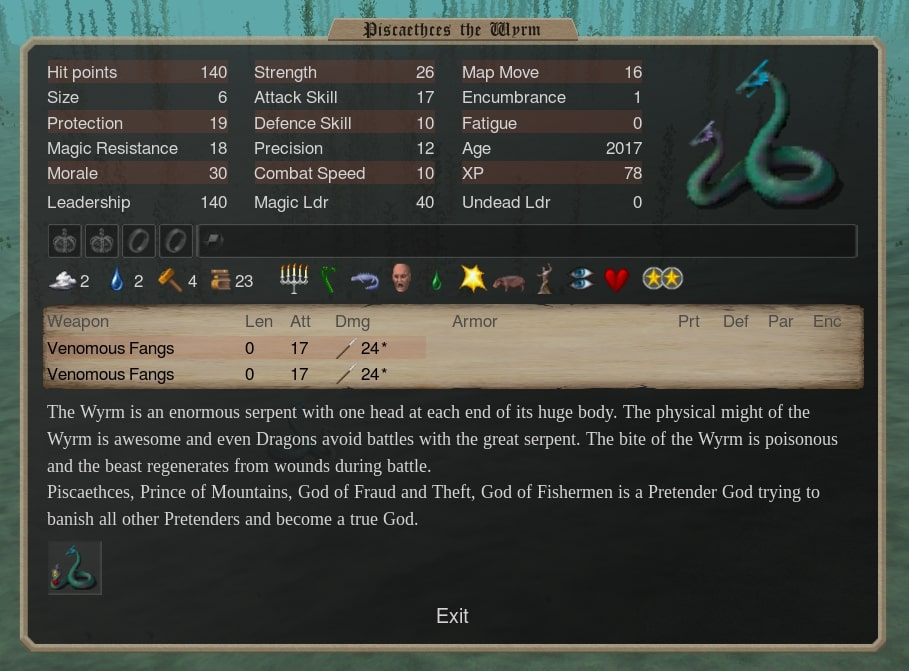 Piscaethces the Wyrm
Hit points 140 Strength 26 Map Move 16
Size 6 Attack Skill 17 Encumbrance 1
Protection 19 Defence Skill 10 Fatigue 0
Magic Resistance 18 Precision 12 Age 2017
Morale 30 Combat Speed 10 XP 78
Leadership 140 Magic Ldr 40 Undead Ldr 0
2 2 4 23
Weapon Len Att Dmg Armor Prt Def Par Enc
Venomous Fangs 0 17 24*
Venomous Fangs 0 17 24*
The Wyrm is an enormous serpent with one head at each end of its huge body. The physical might of the
Wyrm is awesome and even Dragons avoid battles with the great serpent. The bite of the Wyrm is poisonous
and the beast regenerates from wounds during battle.
Piscaethces, Prince of Mountains, God of Fraud and Theft, God of Fishermen is a Pretender God trying to
banish all other Pretenders and become a true God.
Exit